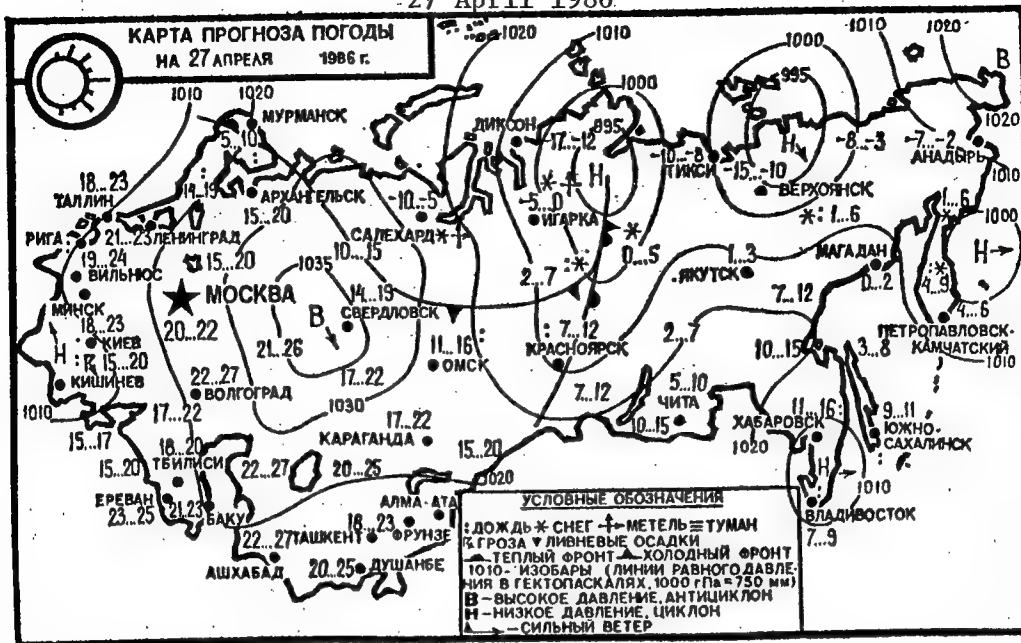 27 April 1986
КАРТА ПРОГНОЗА ПОГОДЫ
НА 27 АПРЕЛЯ 1986 г.
1020
1010
1000
1010
1020
В
1010
1020
МУРМАНСК
5...10
:
ДИКСОН
-17...-12
995
Н
-10...-8
ТИКСИ
995
Н
-15...-10
ВЕРХОЯНСК
-8...-3
-7...-2
АНАДЫРЬ
1020
1010
18...23
ТАЛЛИН
14...19
АРХАНГЕЛЬСК
15...20
-10...-5
САЛЕХАРД
-5...0
ИГАРКА
*: 1...6
1...6
1000
РИГА
21...23
ЛЕНИНГРАД
19...24
ВИЛЬНЮС
15...20
10...15
1035
0...5
1...3
ЯКУТСК
МАГАДАН
0...2
:*
4...9
Н
МИНСК
МОСКВА
20...22
14...19
СВЕРДЛОВСК
В
2...7
:*
7...12
4...6
ПЕТРОПАВЛОВСК-
КАМЧАТСКИЙ
18...23
КИЕВ
Н
15...20
КИШИНЕВ
21...26
11...16
ОМСК
: 7...12
КРАСНОЯРСК
2...7
10...15
3...8
1010
22...27
ВОЛГОГРАД
17...22
7...12
5...10
ЧИТА
1010
17...22
1030
10...15
11...16
ХАБАРОВСК
9...11
ЮЖНО-
САХАЛИНСК
15...17
17...22
КАРАГАНДА
1020
18...20
ТБИЛИСИ
15...20
22...27
20...25
15...20
1020
Н
1010
ЕРЕВАН
23...25
21...23
БАКУ
АЛМА-АТА
18...23
ФРУНЗЕ
ВЛАДИВОСТОК
7...9
22...27
ТАШКЕНТ
АШХАБАД
20...25
ДУШАНБЕ
УСЛОВНЫЕ ОБОЗНАЧЕНИЯ
: ДОЖДЬ * СНЕГ МЕТЕЛЬ ≡ ТУМАН
ГРОЗА ▼ ЛИВНЕВЫЕ ОСАДКИ
ТЕПЛЫЙ ФРОНТ ХОЛОДНЫЙ ФРОНТ
1010-ИЗОБАРЫ (ЛИНИИ РАВНОГО ДАВЛЕ-
НИЯ В ГЕКТОПАСКАЛЯХ, 1000 гПа=750 мм)
В-ВЫСОКОЕ ДАВЛЕНИЕ, АНТИЦИКЛОН
Н-НИЗКОЕ ДАВЛЕНИЕ, ЦИКЛОН
СИЛЬНЫЙ ВЕТЕР